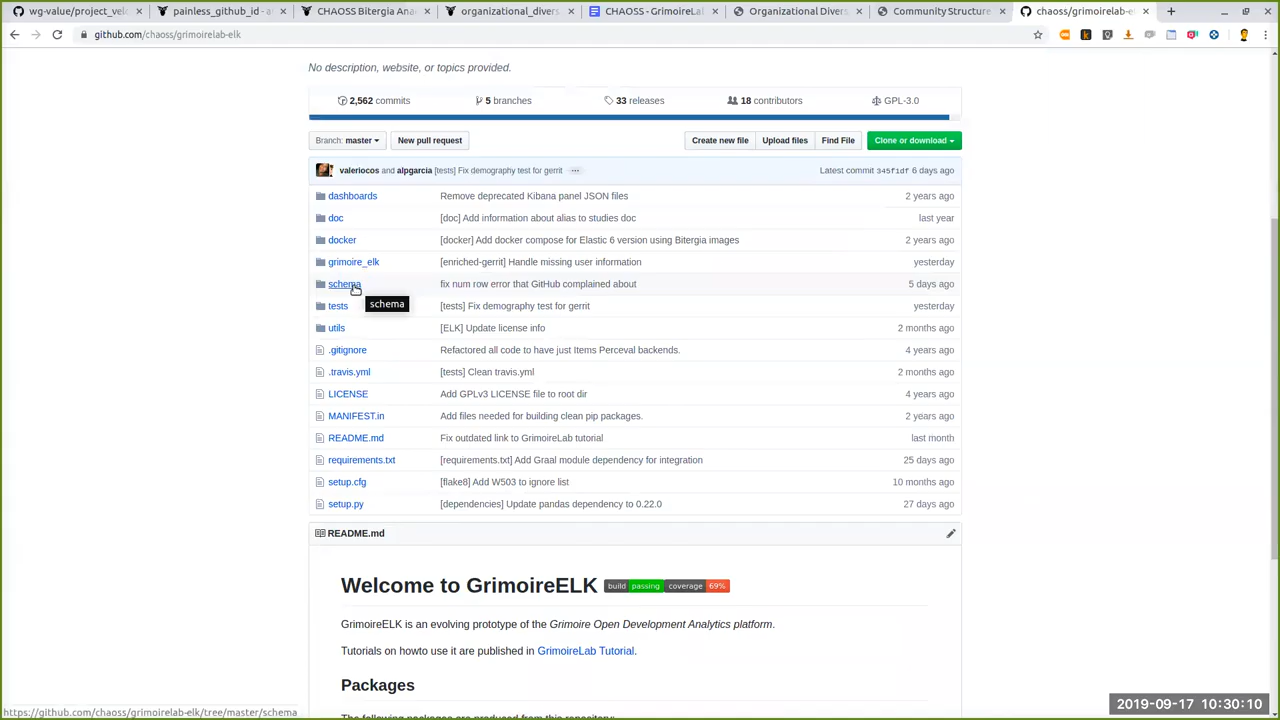 wg-value/project_velo
painless_github_id - a
CHAOSS Bitergia Ana
organizational_divers
CHAOSS - GrimoireLa
Organizational Divers
Community Structure
chaoss/grimoirelab-e
github.com/chaoss/grimoirelab-elk
No description, website, or topics provided.
2,562 commits
5 branches
33 releases
18 contributors
GPL-3.0
Branch: master
New pull request
Create new file
Upload files
Find File
Clone or download
valeriocos and alpgarcia [tests] Fix demography test for gerrit
Latest commit 345f1df 6 days ago
dashboards Remove deprecated Kibana panel JSON files 2 years ago
doc [doc] Add information about alias to studies doc last year
docker [docker] Add docker compose for Elastic 6 version using Bitergia images 2 years ago
grimoire_elk [enriched-gerrit] Handle missing user information yesterday
schema fix num row error that GitHub complained about 5 days ago
schema
tests [tests] Fix demography test for gerrit yesterday
utils [ELK] Update license info 2 months ago
.gitignore Refactored all code to have just Items Perceval backends. 4 years ago
.travis.yml [tests] Clean travis.yml 2 months ago
LICENSE Add GPLv3 LICENSE file to root dir 4 years ago
MANIFEST.in Add files needed for building clean pip packages. 2 years ago
README.md Fix outdated link to GrimoireLab tutorial last month
requirements.txt [requirements.txt] Add Graal module dependency for integration 25 days ago
setup.cfg [flake8] Add W503 to ignore list 10 months ago
setup.py [dependencies] Update pandas dependency to 0.22.0 27 days ago
README.md
Welcome to GrimoireELK build passing coverage 69%
GrimoireELK is an evolving prototype of the Grimoire Open Development Analytics platform.
Tutorials on howto use it are published in GrimoireLab Tutorial.
Packages
The following packages are produced from this repository:
https://github.com/chaoss/grimoirelab-elk/tree/master/schema
2019-09-17 10:30:10